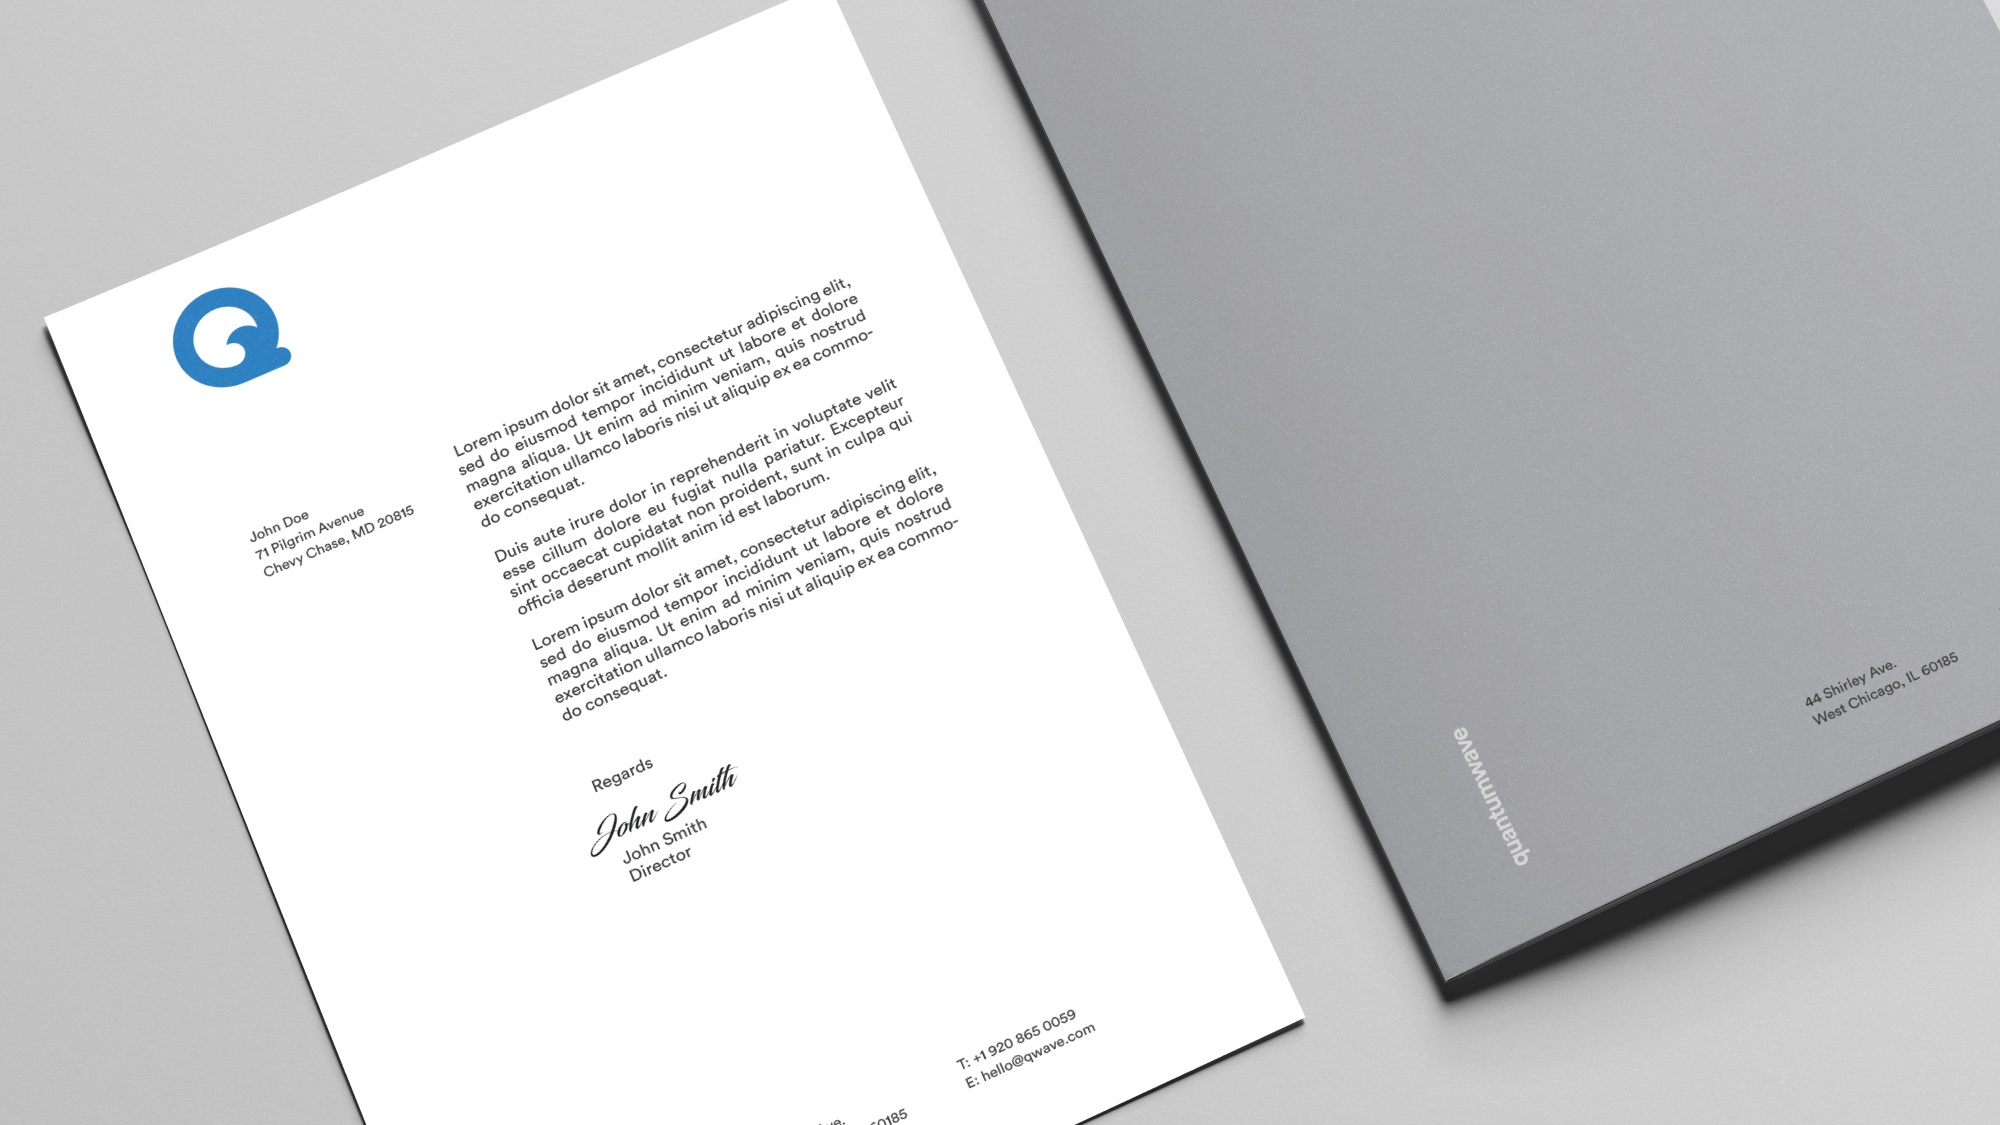 John Doe
71 Pilgrim Avenue
Chevy Chase, MD 20815
Lorem ipsum dolor sit amet, consectetur adipiscing elit,
sed do eiusmod tempor incididunt ut labore et dolore
magna aliqua. Ut enim ad minim veniam, quis nostrud
exercitation ullamco laboris nisi ut aliquip ex ea commo-
do consequat.
Duis aute irure dolor in reprehenderit in voluptate velit
esse cillum dolore eu fugiat nulla pariatur. Excepteur
sint occaecat cupidatat non proident, sunt in culpa qui
officia deserunt mollit anim id est laborum.
Lorem ipsum dolor sit amet, consectetur adipiscing elit,
sed do eiusmod tempor incididunt ut labore et dolore
magna aliqua. Ut enim ad minim veniam, quis nostrud
exercitation ullamco laboris nisi ut aliquip ex ea commo-
do consequat.
Regards
John Smith
John Smith
Director
T: +1 920 865 0059
E: hello@qwave.com
60185
quantumwave
44 Shirley Ave.
West Chicago, IL 60185